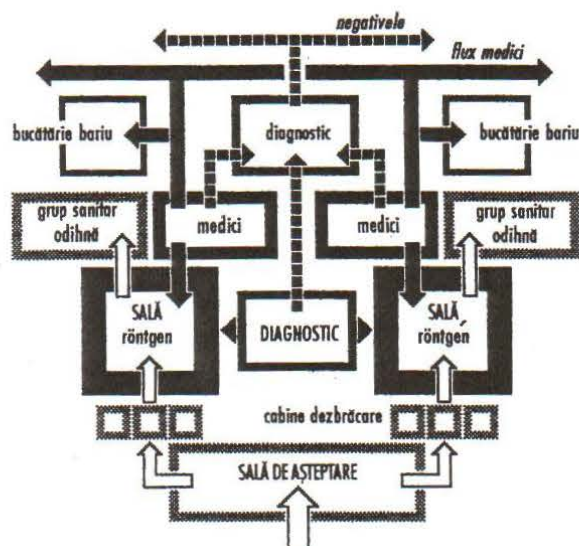 negativele
flux medici
bucătărie bariu
diagnostic
bucătărie bariu
grup sanitar
odihnă
medici
medici
grup sanitar
odihnă
SALĂ
röntgen
DIAGNOSTIC
SALĂ
röntgen
cabine dezbrăcare
SALĂ DE AȘTEPTARE